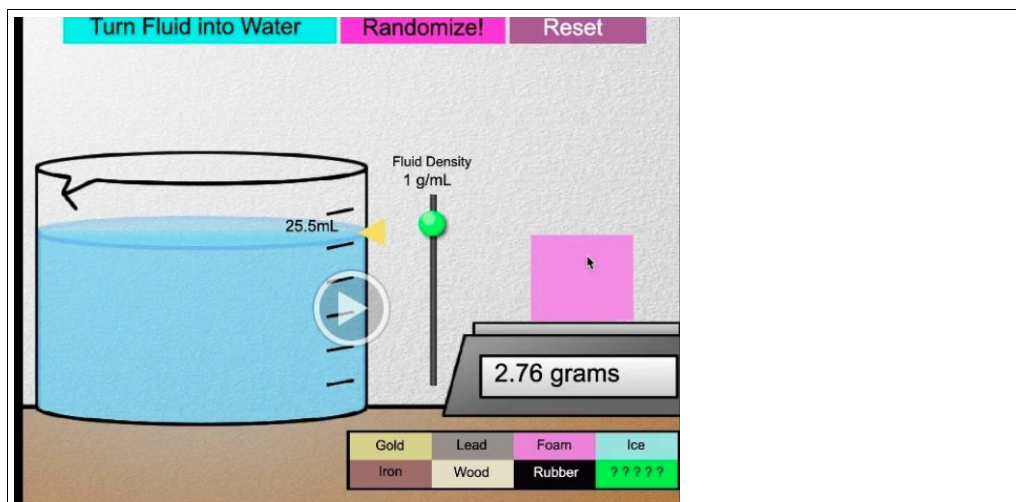 Turn Fluid into Water
Randomize!
Reset
Fluid Density
1 g/mL
25.5mL
2.76 grams
Gold Lead Foam Ice
Iron Wood Rubber ? ? ? ? ?